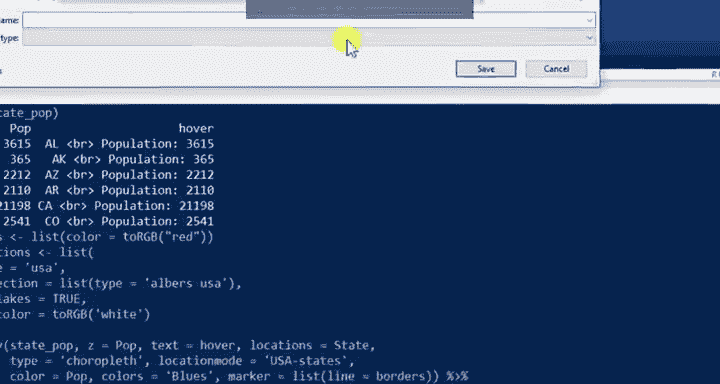 ame:
type:
Save Cancel
tate_pop)
Pop hover
3615 AL <br> Population: 3615
365 AK <br> Population: 365
2212 AZ <br> Population: 2212
2110 AR <br> Population: 2110
21198 CA <br> Population: 21198
2541 CO <br> Population: 2541
s <- list(color = toRGB("red"))
tions <- list(
e = 'usa',
ection = list(type = 'albers usa'),
lakes = TRUE,
color = toRGB('white')
y(state_pop, z = Pop, text = hover, locations = State,
type = 'choropleth', locationmode = 'USA-states',
color = Pop, colors = 'Blues', marker = list(line = borders)) %>%